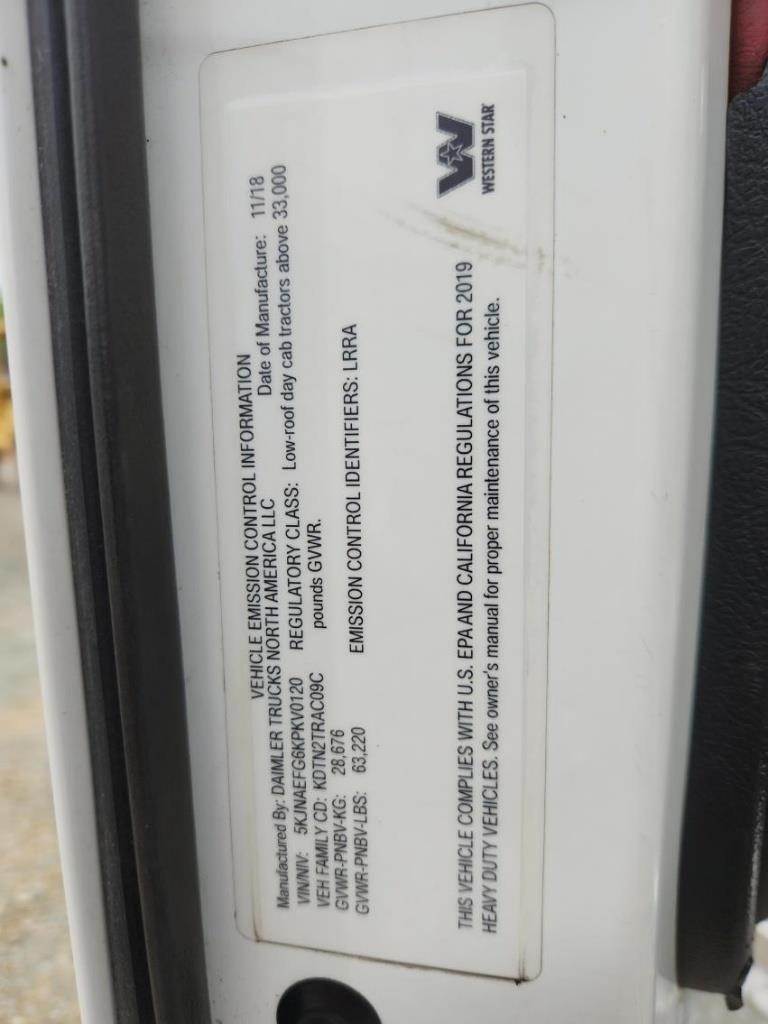 VEHICLE EMISSION CONTROL INFORMATION
Manufactured By: DAIMLER TRUCKS NORTH AMERICA LLC Date of Manufacture: 11/18
VIN/NIV: 5KJNAEFG6KPKV0120 REGULATORY CLASS: Low-roof day cab tractors above 33,000
VEH FAMILY CD: KDTN2TRAC09C pounds GVWR.
GVWR-PNBV-KG: 28,676
GVWR-PNBV-LBS: 63,220 EMISSION CONTROL IDENTIFIERS: LRRA
THIS VEHICLE COMPLIES WITH U.S. EPA AND CALIFORNIA REGULATIONS FOR 2019
HEAVY DUTY VEHICLES. See owner's manual for proper maintenance of this vehicle.
WESTERN STAR